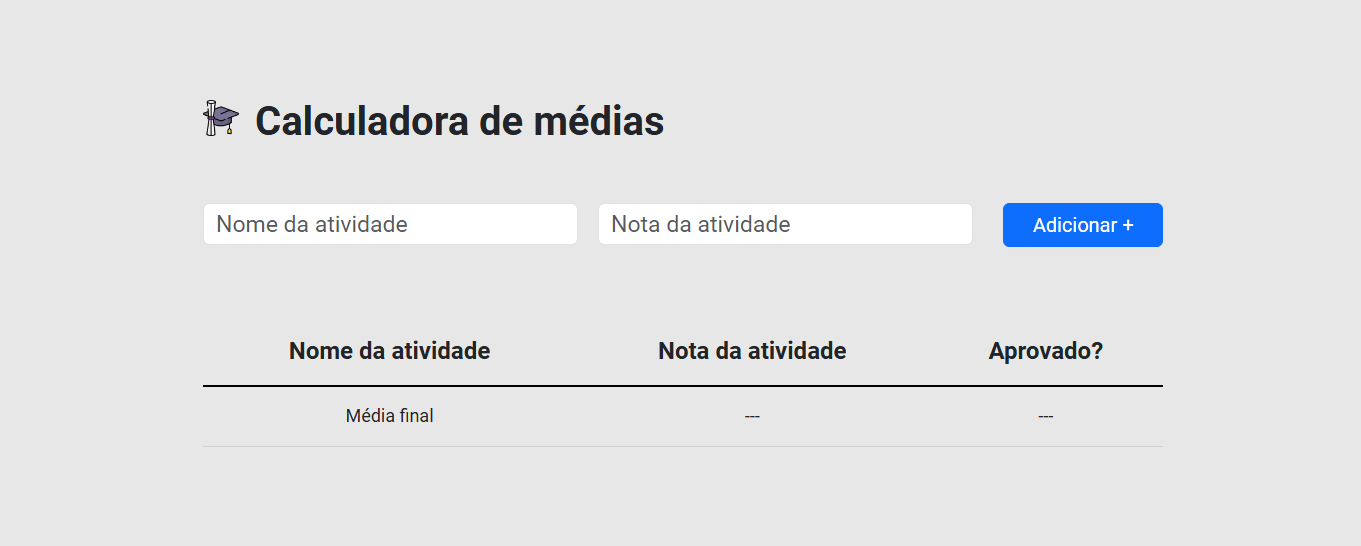 Calculadora de médias
Nome da atividade Nota da atividade Adicionar +
Nome da atividade Nota da atividade Aprovado?
Média final --- ---